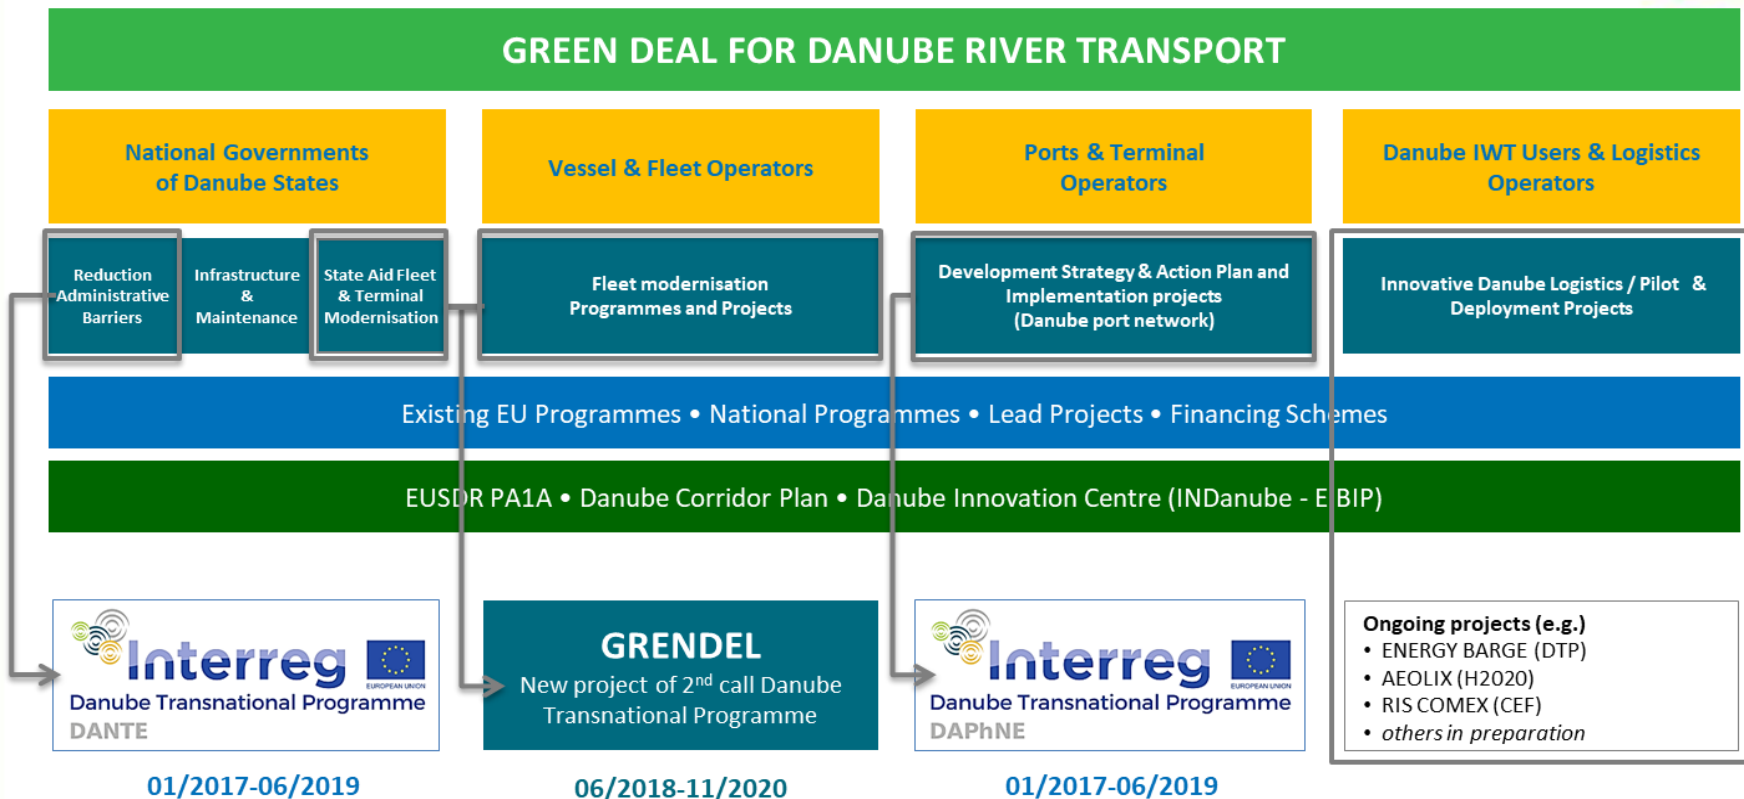 GREEN DEAL FOR DANUBE RIVER TRANSPORT
National Governments
of Danube States
Vessel & Fleet Operators
Ports & Terminal
Operators
Danube IWT Users & Logistics
Operators
Reduction
Administrative
Barriers
Infrastructure
&
Maintenance
State Aid Fleet
& Terminal
Modernisation
Fleet modernisation
Programmes and Projects
Development Strategy & Action Plan and
Implementation projects
(Danube port network)
Innovative Danube Logistics / Pilot &
Deployment Projects
Existing EU Programmes • National Programmes • Lead Projects • Financing Schemes
EUSDR PA1A • Danube Corridor Plan • Danube Innovation Centre (INDanube - EIBIP)
Interreg
EUROPEAN UNION
Danube Transnational Programme
DANTE
01/2017-06/2019
GRENDEL
New project of 2nd call Danube
Transnational Programme
06/2018-11/2020
Interreg
EUROPEAN UNION
Danube Transnational Programme
DAPhNE
01/2017-06/2019
Ongoing projects (e.g.)
• ENERGY BARGE (DTP)
• AEOLIX (H2020)
• RIS COMEX (CEF)
• others in preparation